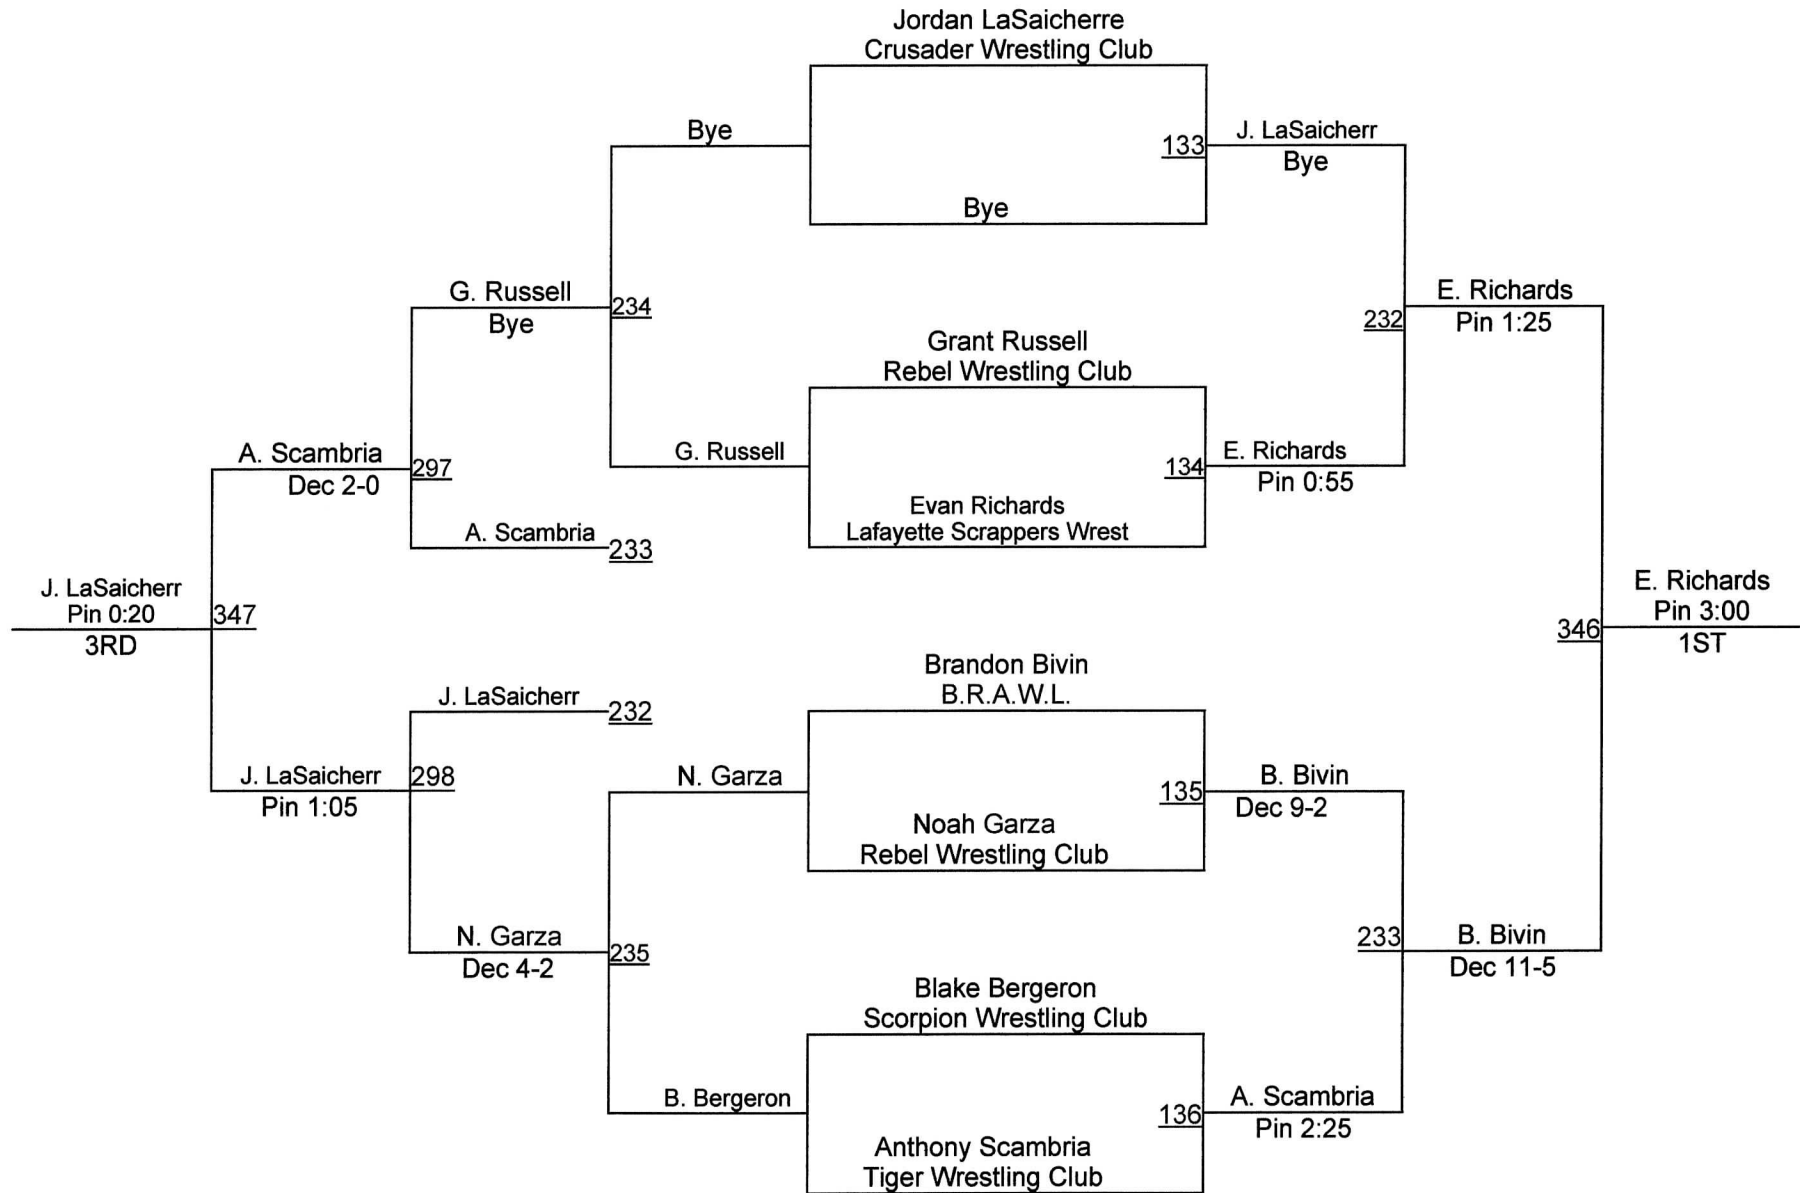 Jordan LaSaicherre
Crusader Wrestling Club
Bye
133
J. LaSaicherr
Bye
Bye
G. Russell
Bye
234
E. Richards
Pin 1:25
232
Grant Russell
Rebel Wrestling Club
A. Scambria
Dec 2-0
297
G. Russell
134
E. Richards
Pin 0:55
Evan Richards
Lafayette Scrappers Wrest
A. Scambria
233
J. LaSaicherr
Pin 0:20
3RD
347
E. Richards
Pin 3:00
1ST
346
Brandon Bivin
B.R.A.W.L.
J. LaSaicherr
232
J. LaSaicherr
Pin 1:05
298
N. Garza
135
B. Bivin
Dec 9-2
Noah Garza
Rebel Wrestling Club
N. Garza
Dec 4-2
235
233
B. Bivin
Dec 11-5
Blake Bergeron
Scorpion Wrestling Club
B. Bergeron
136
A. Scambria
Pin 2:25
Anthony Scambria
Tiger Wrestling Club